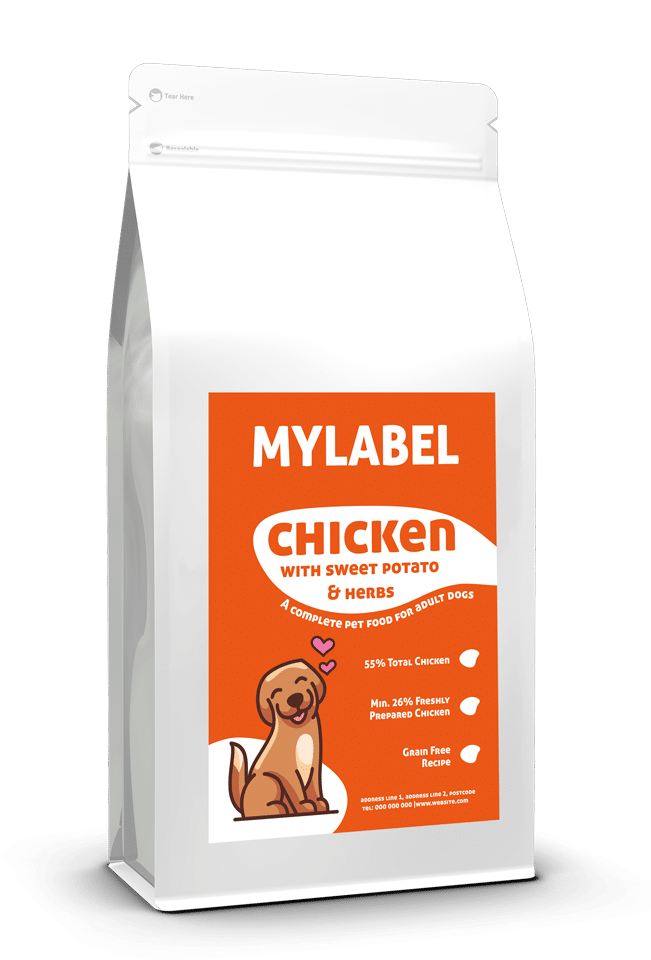 Tear Here
MYLABEL
CHICKen
WITH SWEET POTATO
& HERBS
A COMPLETE PET FOOD FOR ADULT DOGS
55% Total Chicken
Min. 26% Freshly
Prepared Chicken
Grain Free
Recipe
ADDRESS LINE 1, ADDRESS LINE 2, POSTCODE
TEL: 000 000 000 |WWW.WEBSITE.COM